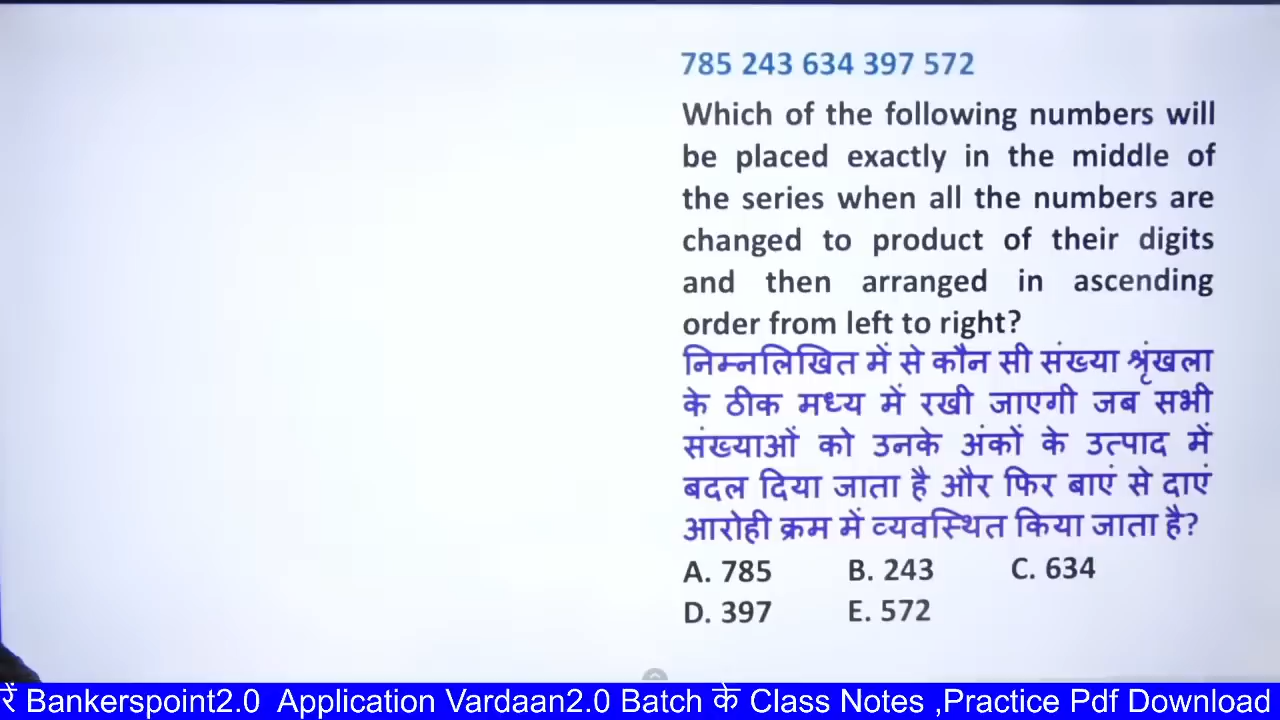 785 243 634 397 572
Which of the following numbers will
be placed exactly in the middle of
the series when all the numbers are
changed to product of their digits
and then arranged in ascending
order from left to right?
निम्नलिखित में से कौन सी संख्या श्रृंखला
के ठीक मध्य में रखी जाएगी जब सभी
संख्याओं को उनके अंकों के उत्पाद में
बदल दिया जाता है और फिर बाएं से दाएं
आरोही क्रम में व्यवस्थित किया जाता है?
A. 785 B. 243 C. 634
D. 397 E. 572
रें Bankerspoint2.0 Application Vardaan2.0 Batch के Class Notes ,Practice Pdf Download